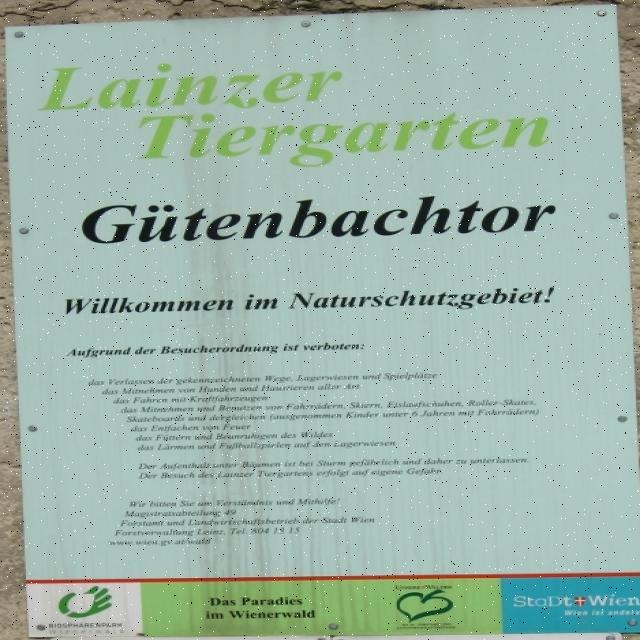 Lainzer
Tiergarten
Gütenbachtor
Willkommen im Naturschutzgebiet!
Aufgrund der Besucherordnung ist verboten:
das Verlassen der gekennzeichneten Wege, Lagerwiesen und Spielplätze
das Mitnehmen von Hunden und Haustieren aller Art
das Fahren mit Kraftfahrzeugen
das Mitnehmen und Benutzen von Fahrrädern, Skiern, Eislaufschuhen, Roller-Skates,
Skateboards und dergleichen (ausgenommen Kinder unter 6 Jahren mit Fahrrädern)
das Entfachen von Feuer
das Füttern und Beunruhigen des Wildes
das Lärmen und Fußballspielen auf den Lagerwiesen
Der Aufenthalt unter Bäumen ist bei Sturm gefährlich und daher zu unterlassen.
Der Besuch des Lainzer Tiergartens erfolgt auf eigene Gefahr.
Wir bitten Sie um Verständnis und Mithilfe!
Magistratsabteilung 49
Forstamt und Landwirtschaftsbetrieb der Stadt Wien
Forstverwaltung Lainz, Tel. 804 15 15
www.wien.gv.at/wald
BIOSPHÄRENPARK
Wienerwald
Das Paradies
im Wienerwald
StaDt+Wien
Wien ist anders